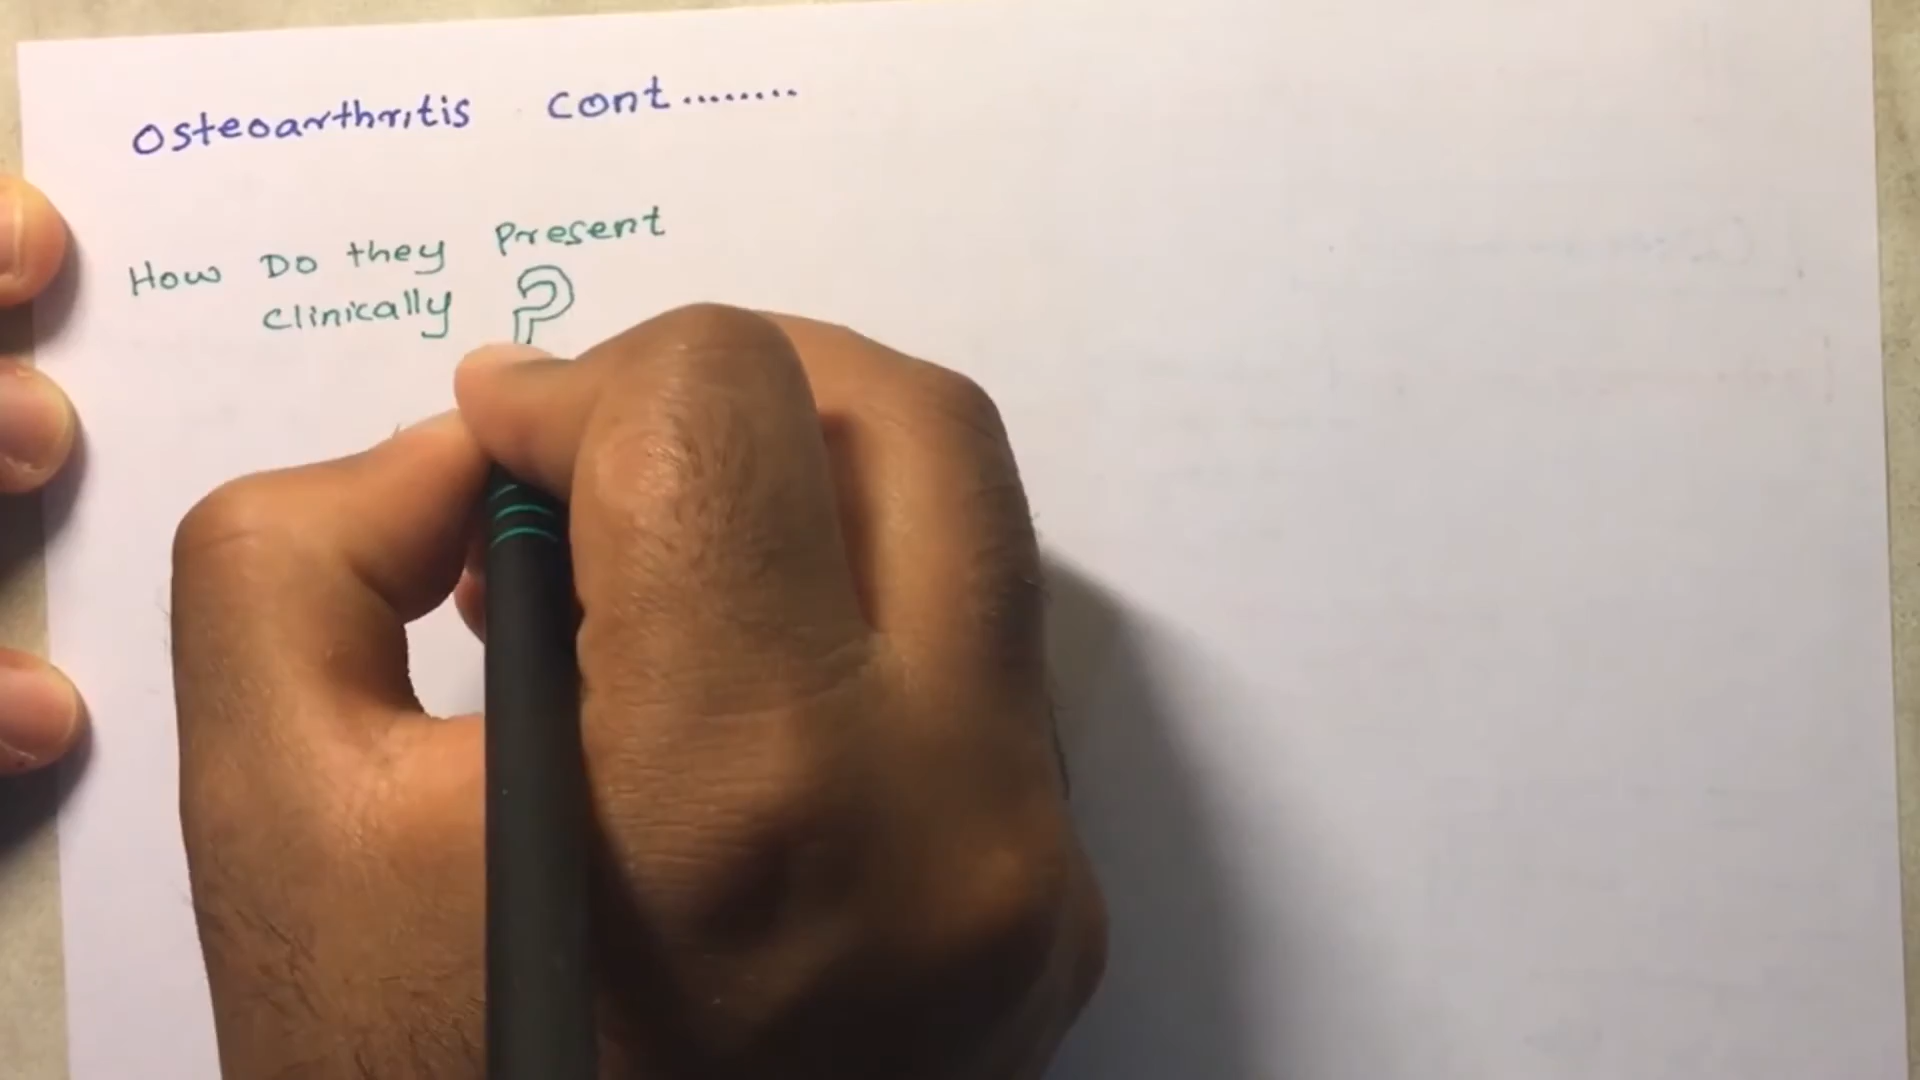 Osteoarthritis cont........
How Do they Present
clinically ?